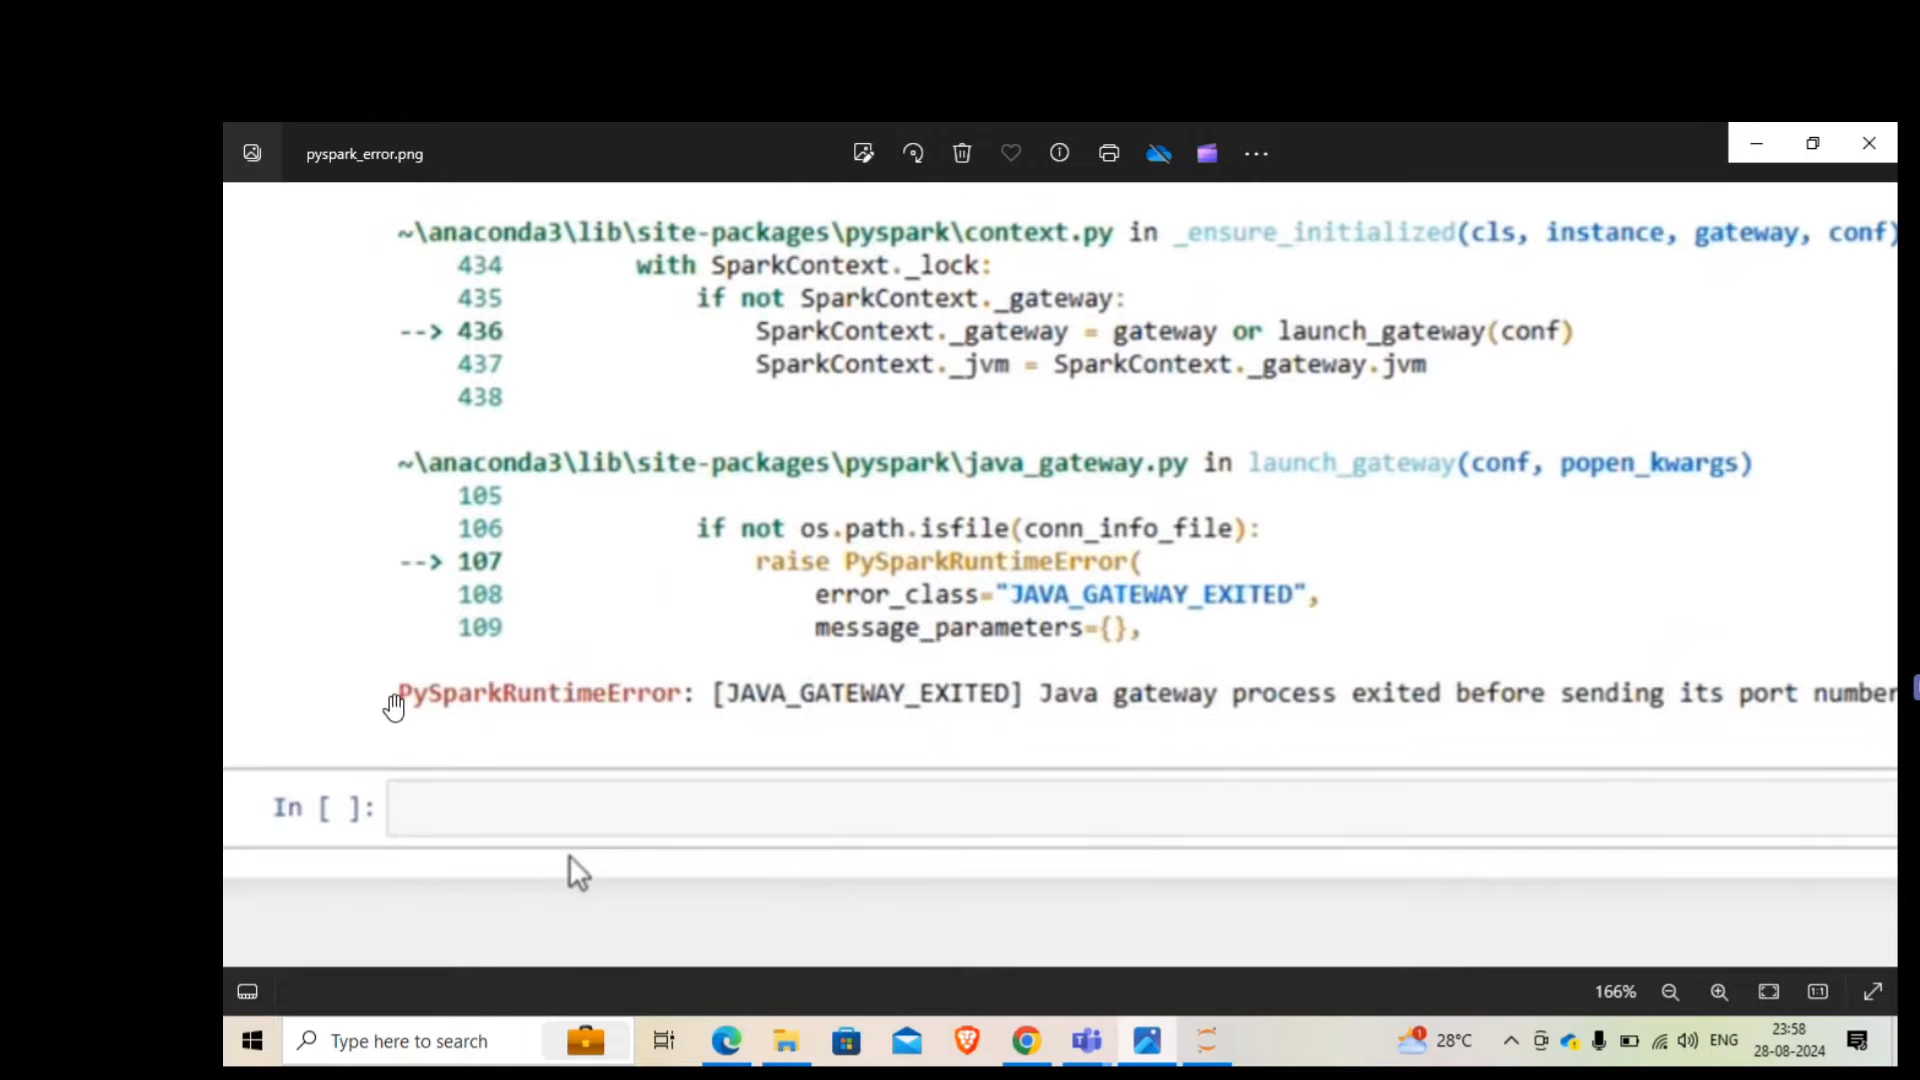 pyspark_error.png
~\anaconda3\lib\site-packages\pyspark\context.py in _ensure_initialized(cls, instance, gateway, conf)
434 with SparkContext._lock:
435 if not SparkContext._gateway:
--> 436 SparkContext._gateway = gateway or launch_gateway(conf)
437 SparkContext._jvm = SparkContext._gateway.jvm
438
~\anaconda3\lib\site-packages\pyspark\java_gateway.py in launch_gateway(conf, popen_kwargs)
105
106 if not os.path.isfile(conn_info_file):
--> 107 raise PySparkRuntimeError(
108 error_class="JAVA_GATEWAY_EXITED",
109 message_parameters={},
PySparkRuntimeError: [JAVA_GATEWAY_EXITED] Java gateway process exited before sending its port number
In [ ]:
166%
1:1
Type here to search
1
28°C
ENG
23:58
28-08-2024